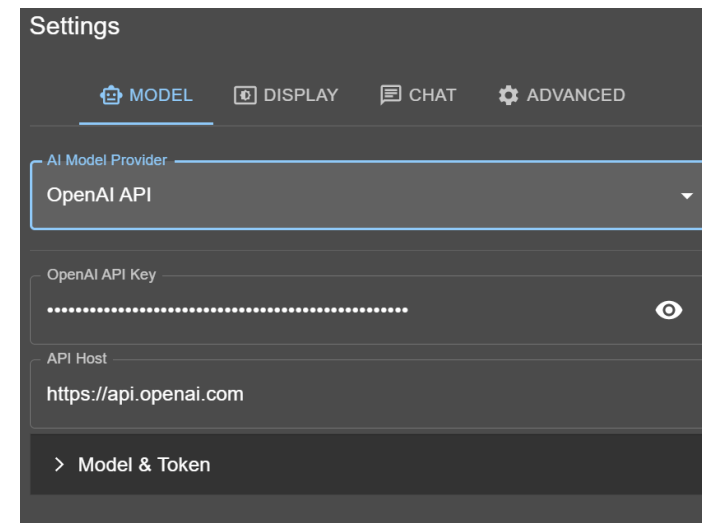 Settings
MODEL DISPLAY CHAT ADVANCED
AI Model Provider
OpenAI API
OpenAI API Key
••••••••••••••••••••••••••••••••••••••••••••••••••••
API Host
https://api.openai.com
Model & Token